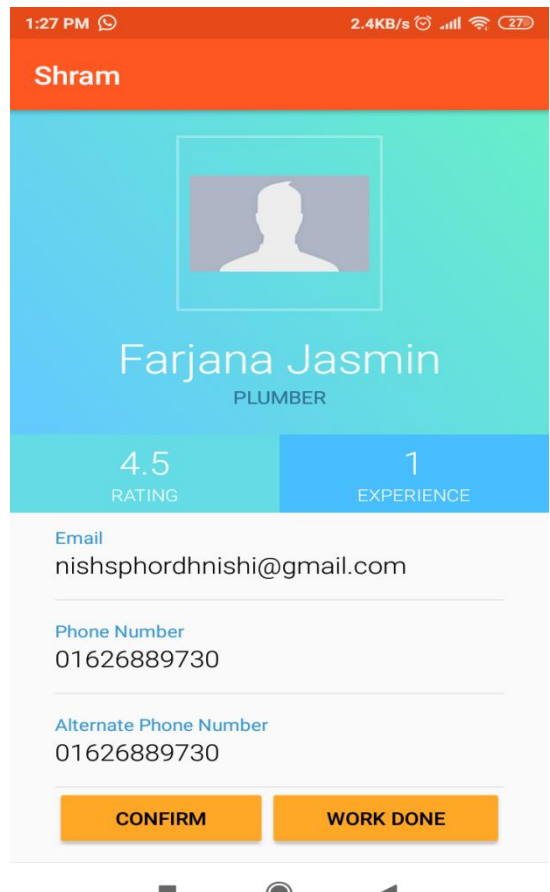 1:27 PM 2.4KB/s 27
Shram
Farjana Jasmin
PLUMBER
4.5 1
RATING EXPERIENCE
Email
nishsphordhnishi@gmail.com
Phone Number
01626889730
Alternate Phone Number
01626889730
CONFIRM WORK DONE